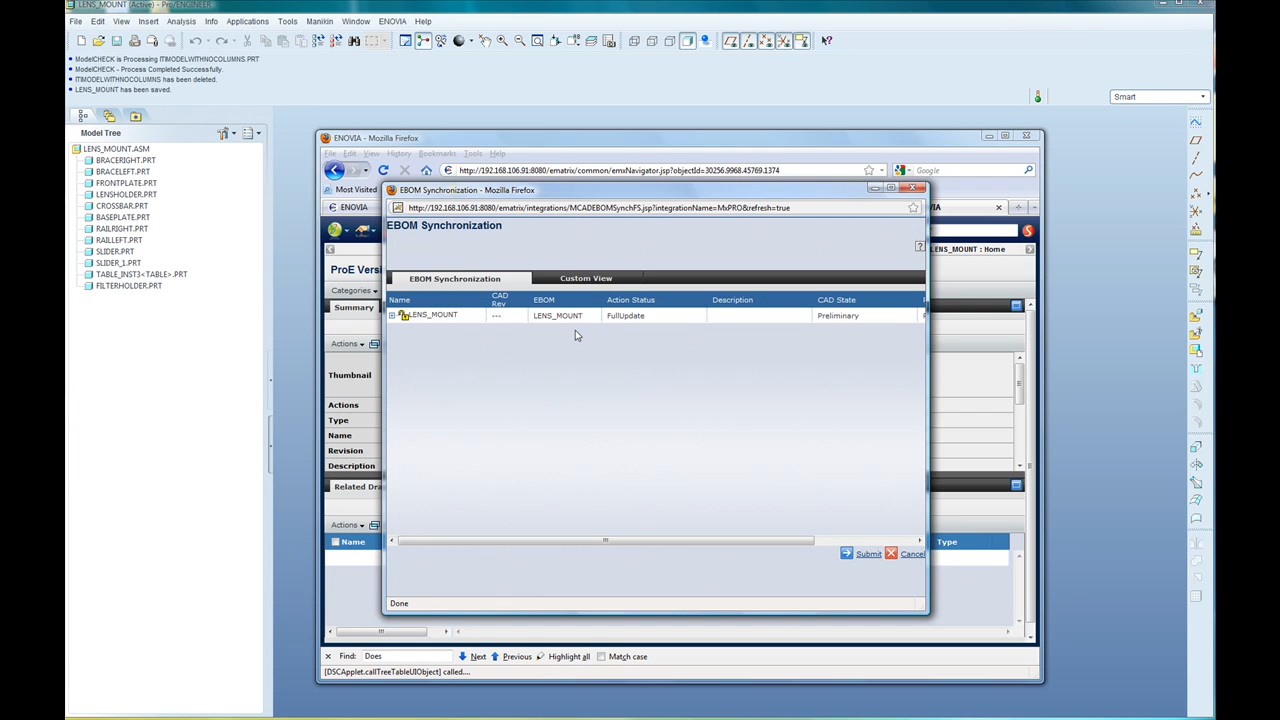 LENS_MOUNT (Active) - Pro/ENGINEER
File Edit View Insert Analysis Info Applications Tools Manikin Window ENOVIA Help
ModelCHECK is Processing ITIMODELWITHNOCOLUMNS.PRT
ModelCHECK - Process Completed Successfully.
ITIMODELWITHNOCOLUMNS has been deleted.
LENS_MOUNT has been saved.
Smart
Model Tree
LENS_MOUNT.ASM
BRACERIGHT.PRT
BRACELEFT.PRT
FRONTPLATE.PRT
LENSHOLDER.PRT
CROSSBAR.PRT
BASEPLATE.PRT
RAILRIGHT.PRT
RAILLEFT.PRT
SLIDER.PRT
SLIDER_1.PRT
TABLE_INST3<TABLE>.PRT
FILTERHOLDER.PRT
ENOVIA - Mozilla Firefox
File Edit View History Bookmarks Tools Help
http://192.168.106.91:8080/ematrix/common/emxNavigator.jsp?objectId=30256.9968.45769.1374
Google
Most Visited
ENOVIA
LENS_MOUNT : Home
ProE Versi
Categories
Summary
Actions
Thumbnail
Actions
Type
Name
Revision
Description
Related Dra
Actions
Name
Type
EBOM Synchronization - Mozilla Firefox
http://192.168.106.91:8080/ematrix/integrations/MCADEBOMSynchFS.jsp?integrationName=MxPRO&refresh=true
EBOM Synchronization
?
EBOM Synchronization Custom View
Name CAD Rev EBOM Action Status Description CAD State
LENS_MOUNT --- LENS_MOUNT FullUpdate Preliminary
Submit Cancel
Done
Find: Does Next Previous Highlight all Match case
[DSCApplet.callTreeTableUIObject] called....